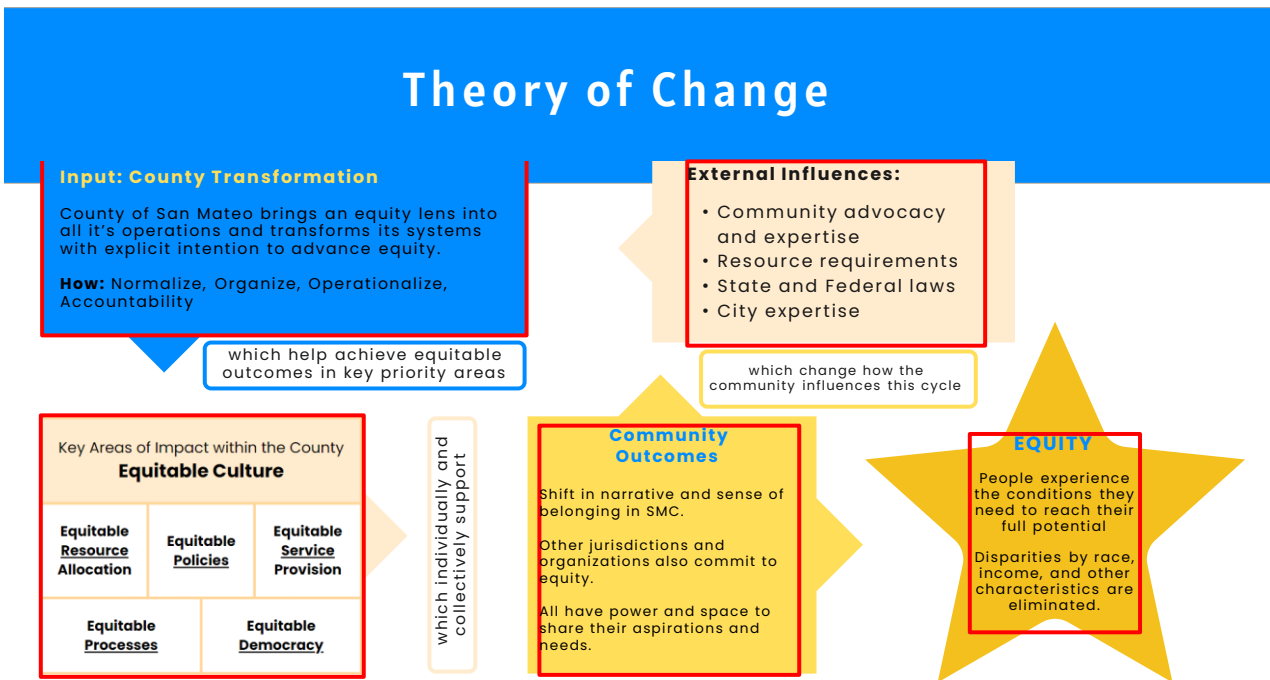 Theory of Change
Input: County Transformation
County of San Mateo brings an equity lens into
all it's operations and transforms its systems
with explicit intention to advance equity.
How: Normalize, Organize, Operationalize,
Accountability
External Influences:
• Community advocacy
and expertise
• Resource requirements
• State and Federal laws
• City expertise
which help achieve equitable
outcomes in key priority areas
which change how the
community influences this cycle
Key Areas of Impact within the County
Equitable Culture
Equitable
Resource
Allocation
Equitable
Policies
Equitable
Service
Provision
Equitable
Processes
Equitable
Democracy
which individually and
collectively support
Community
Outcomes
Shift in narrative and sense of
belonging in SMC.
Other jurisdictions and
organizations also commit to
equity.
All have power and space to
share their aspirations and
needs.
EQUITY
People experience
the conditions they
need to reach their
full potential
Disparities by race,
income, and other
characteristics are
eliminated.